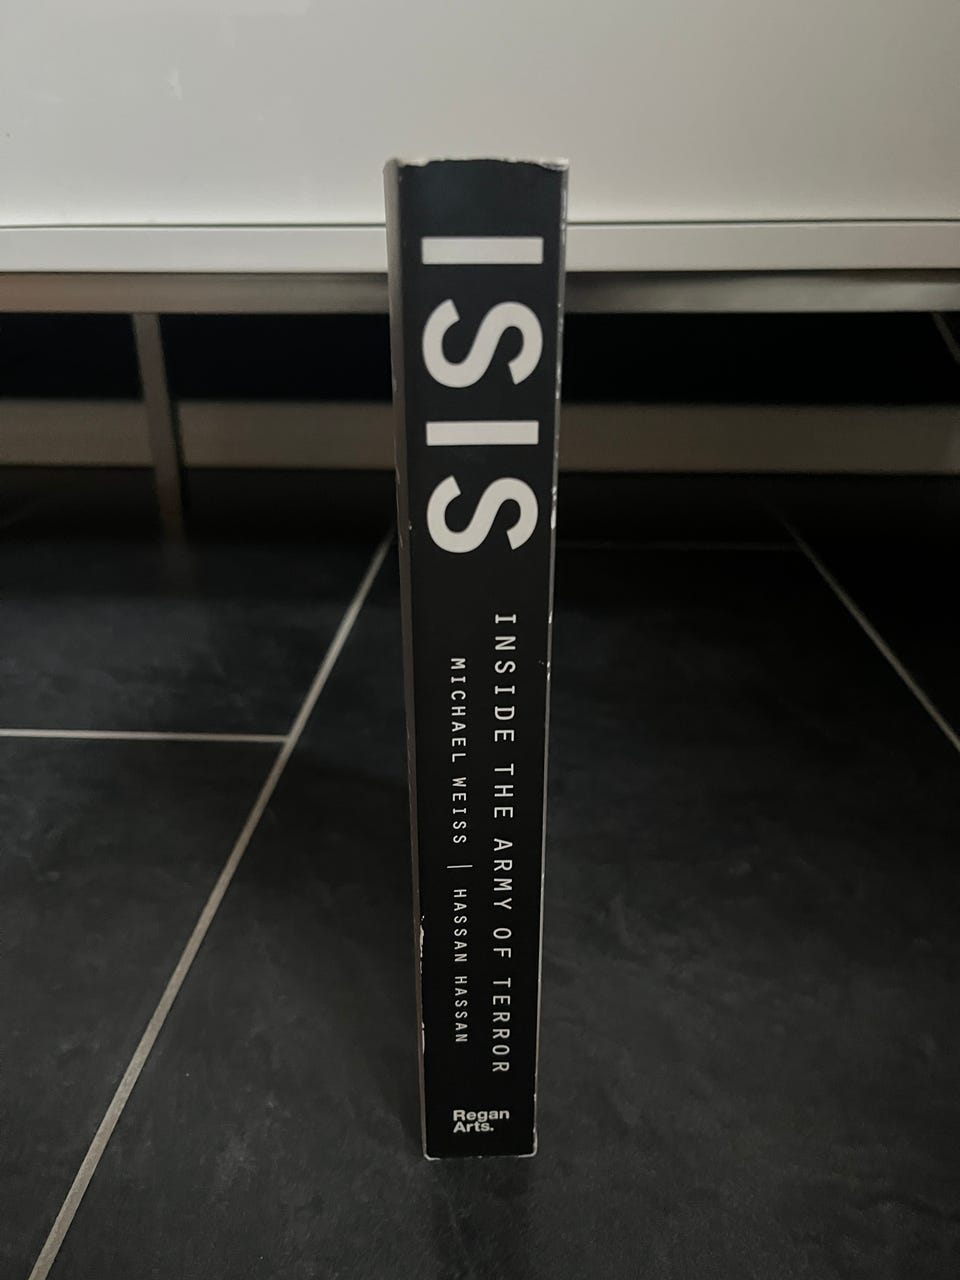 ISIS
INSIDE THE ARMY OF TERROR
MICHAEL WEISS | HASSAN HASSAN
Regan
Arts.